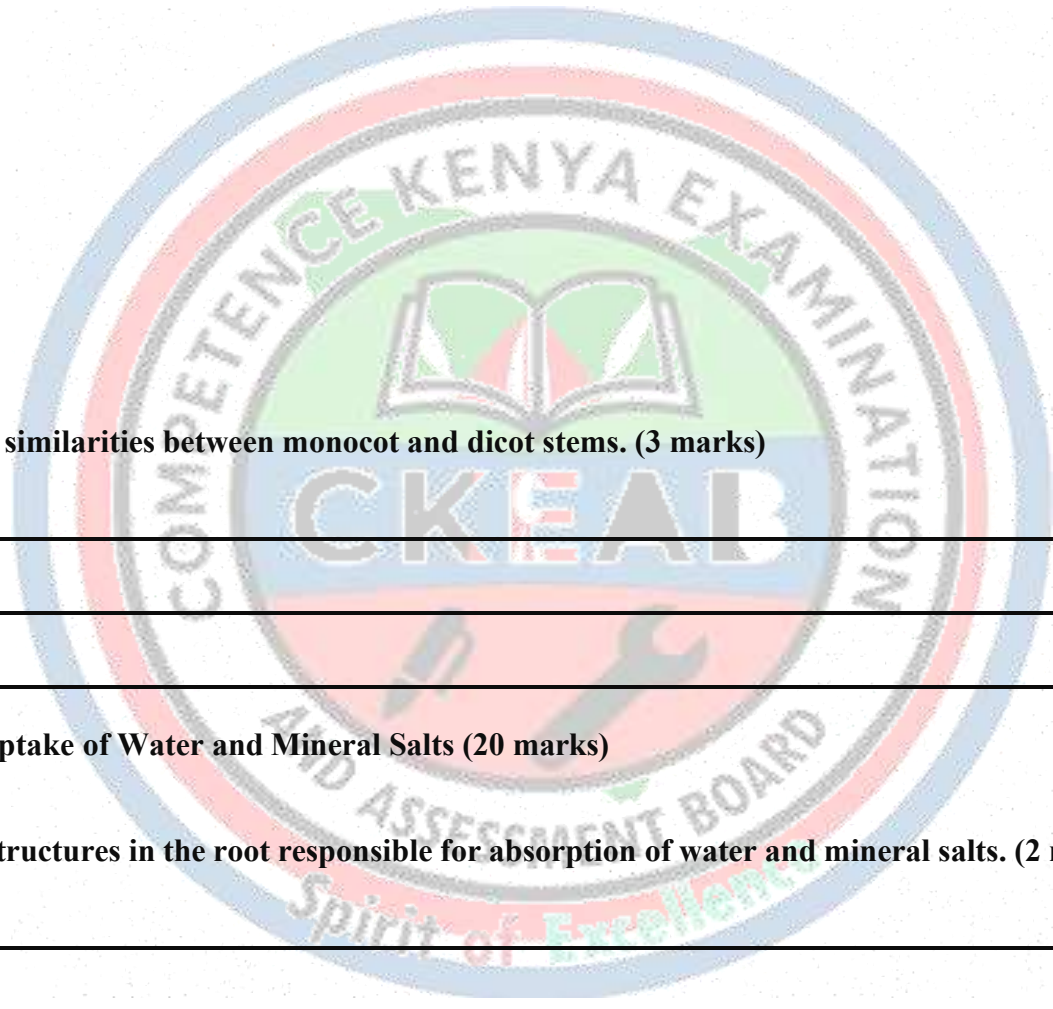 COMPETENCE KENYA EXAMINATION
similarities between monocot and dicot stems. (3 marks)
CKEAB
ptake of Water and Mineral Salts (20 marks)
AND ASSESSMENT BOARD
tructures in the root responsible for absorption of water and mineral salts. (2
Spirit of Excellence